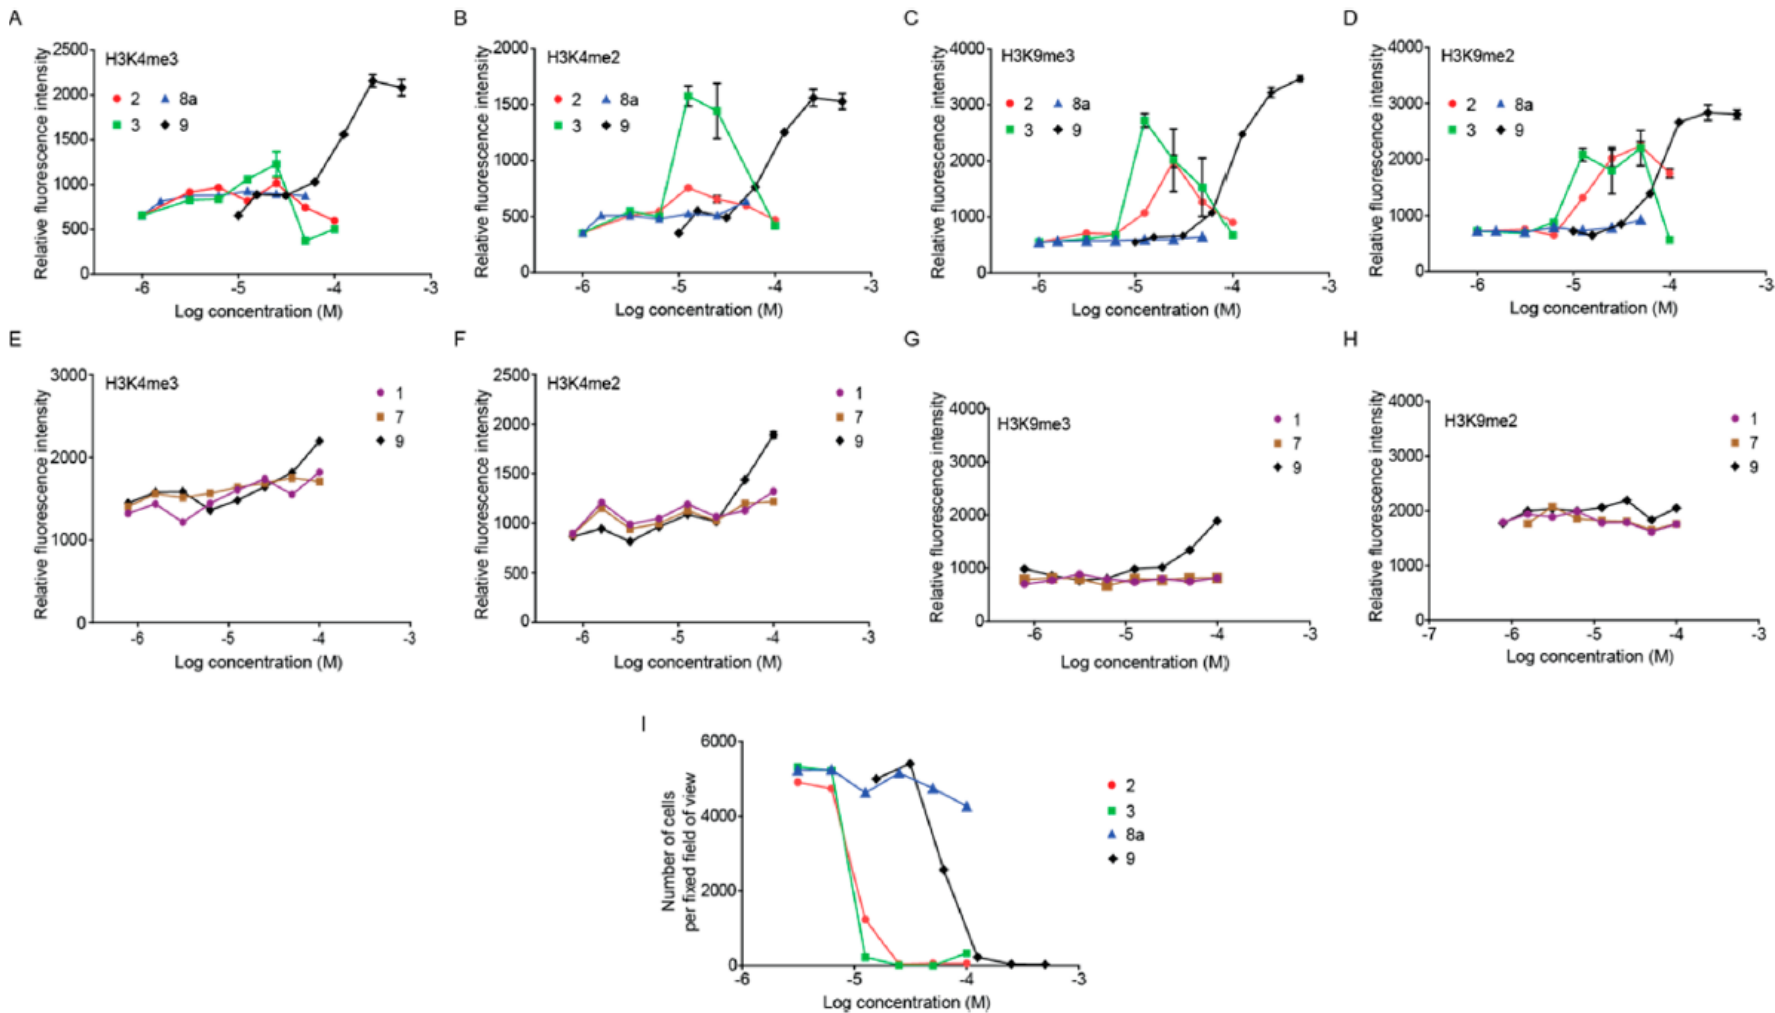 A
B
C
D
H3K4me3
2
8a
3
9
Relative fluorescence intensity
2500
2000
1500
1000
500
0
-6
-5
-4
-3
Log concentration (M)
H3K4me2
2
8a
3
9
Relative fluorescence intensity
2000
1500
1000
500
0
-6
-5
-4
-3
Log concentration (M)
H3K9me3
2
8a
3
9
Relative fluorescence intensity
4000
3000
2000
1000
0
-6
-5
-4
-3
Log concentration (M)
H3K9me2
2
8a
3
9
Relative fluorescence intensity
4000
3000
2000
1000
0
-6
-5
-4
-3
Log concentration (M)
E
F
G
H
H3K4me3
1
7
9
Relative fluorescence intensity
3000
2000
1000
0
-6
-5
-4
-3
Log concentration (M)
H3K4me2
1
7
9
Relative fluorescence intensity
2500
2000
1500
1000
500
0
-6
-5
-4
-3
Log concentration (M)
H3K9me3
1
7
9
Relative fluorescence intensity
4000
3000
2000
1000
0
-6
-5
-4
-3
Log concentration (M)
H3K9me2
1
7
9
Relative fluorescence intensity
4000
3000
2000
1000
0
-7
-6
-5
-4
-3
Log concentration (M)
I
Number of cells
per fixed field of view
6000
4000
2000
0
-6
-5
-4
-3
Log concentration (M)
2
3
8a
9